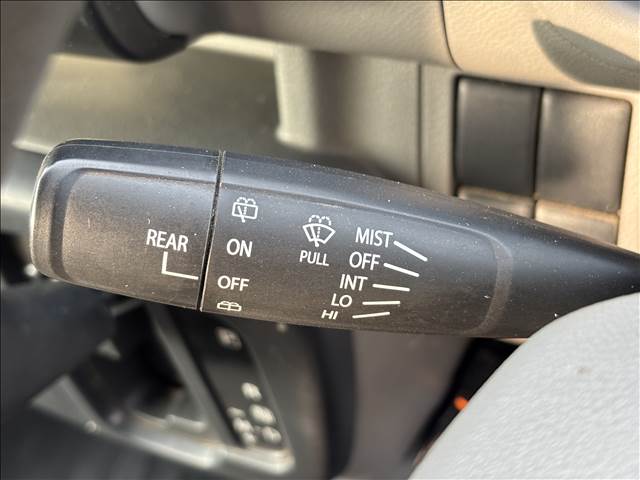 REAR
ON
OFF
PULL
MIST
OFF
INT
LO
HI